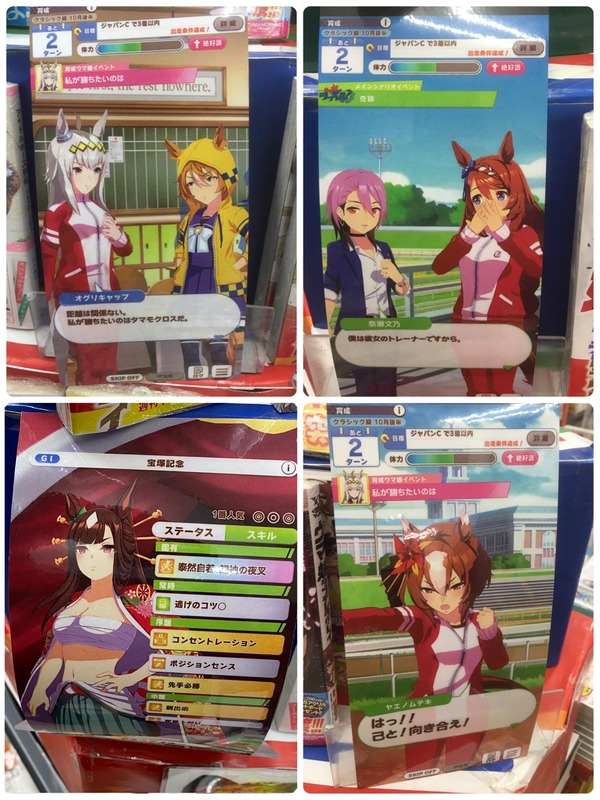 育成
クラシック級 10月後半
あと
2
ターン
目標
ジャパンCで3着以内
出走条件達成!
詳細
体力
絶好調
育成ウマ娘イベント
私が勝ちたいのは
first, the rest nowhere.
オグリキャップ
距離は関係ない。
私が勝ちたいのはタマモクロスだ。
SKIP OFF
育成
クラシック級 10月後半
あと
2
ターン
目標
ジャパンCで3着以内
出走条件達成!
詳細
体力
絶好調
メインシナリオイベント
奇跡
奈瀬文乃
僕は彼女のトレーナーですから。
GI
宝塚記念
1番人気
ステータス
スキル
固有
泰然自若
の夜叉
常時
逃げのコツ○
序盤
コンセントレーション
ポジションセンス
先手必勝
中盤
脱出術
育成
クラシック級 10月後半
あと
2
ターン
目標
ジャパンCで3着以内
出走条件達成!
詳細
体力
絶好調
育成ウマ娘イベント
私が勝ちたいのは
ヤエノムテキ
はっ!!
己と!向き合え!
SKIP OFF